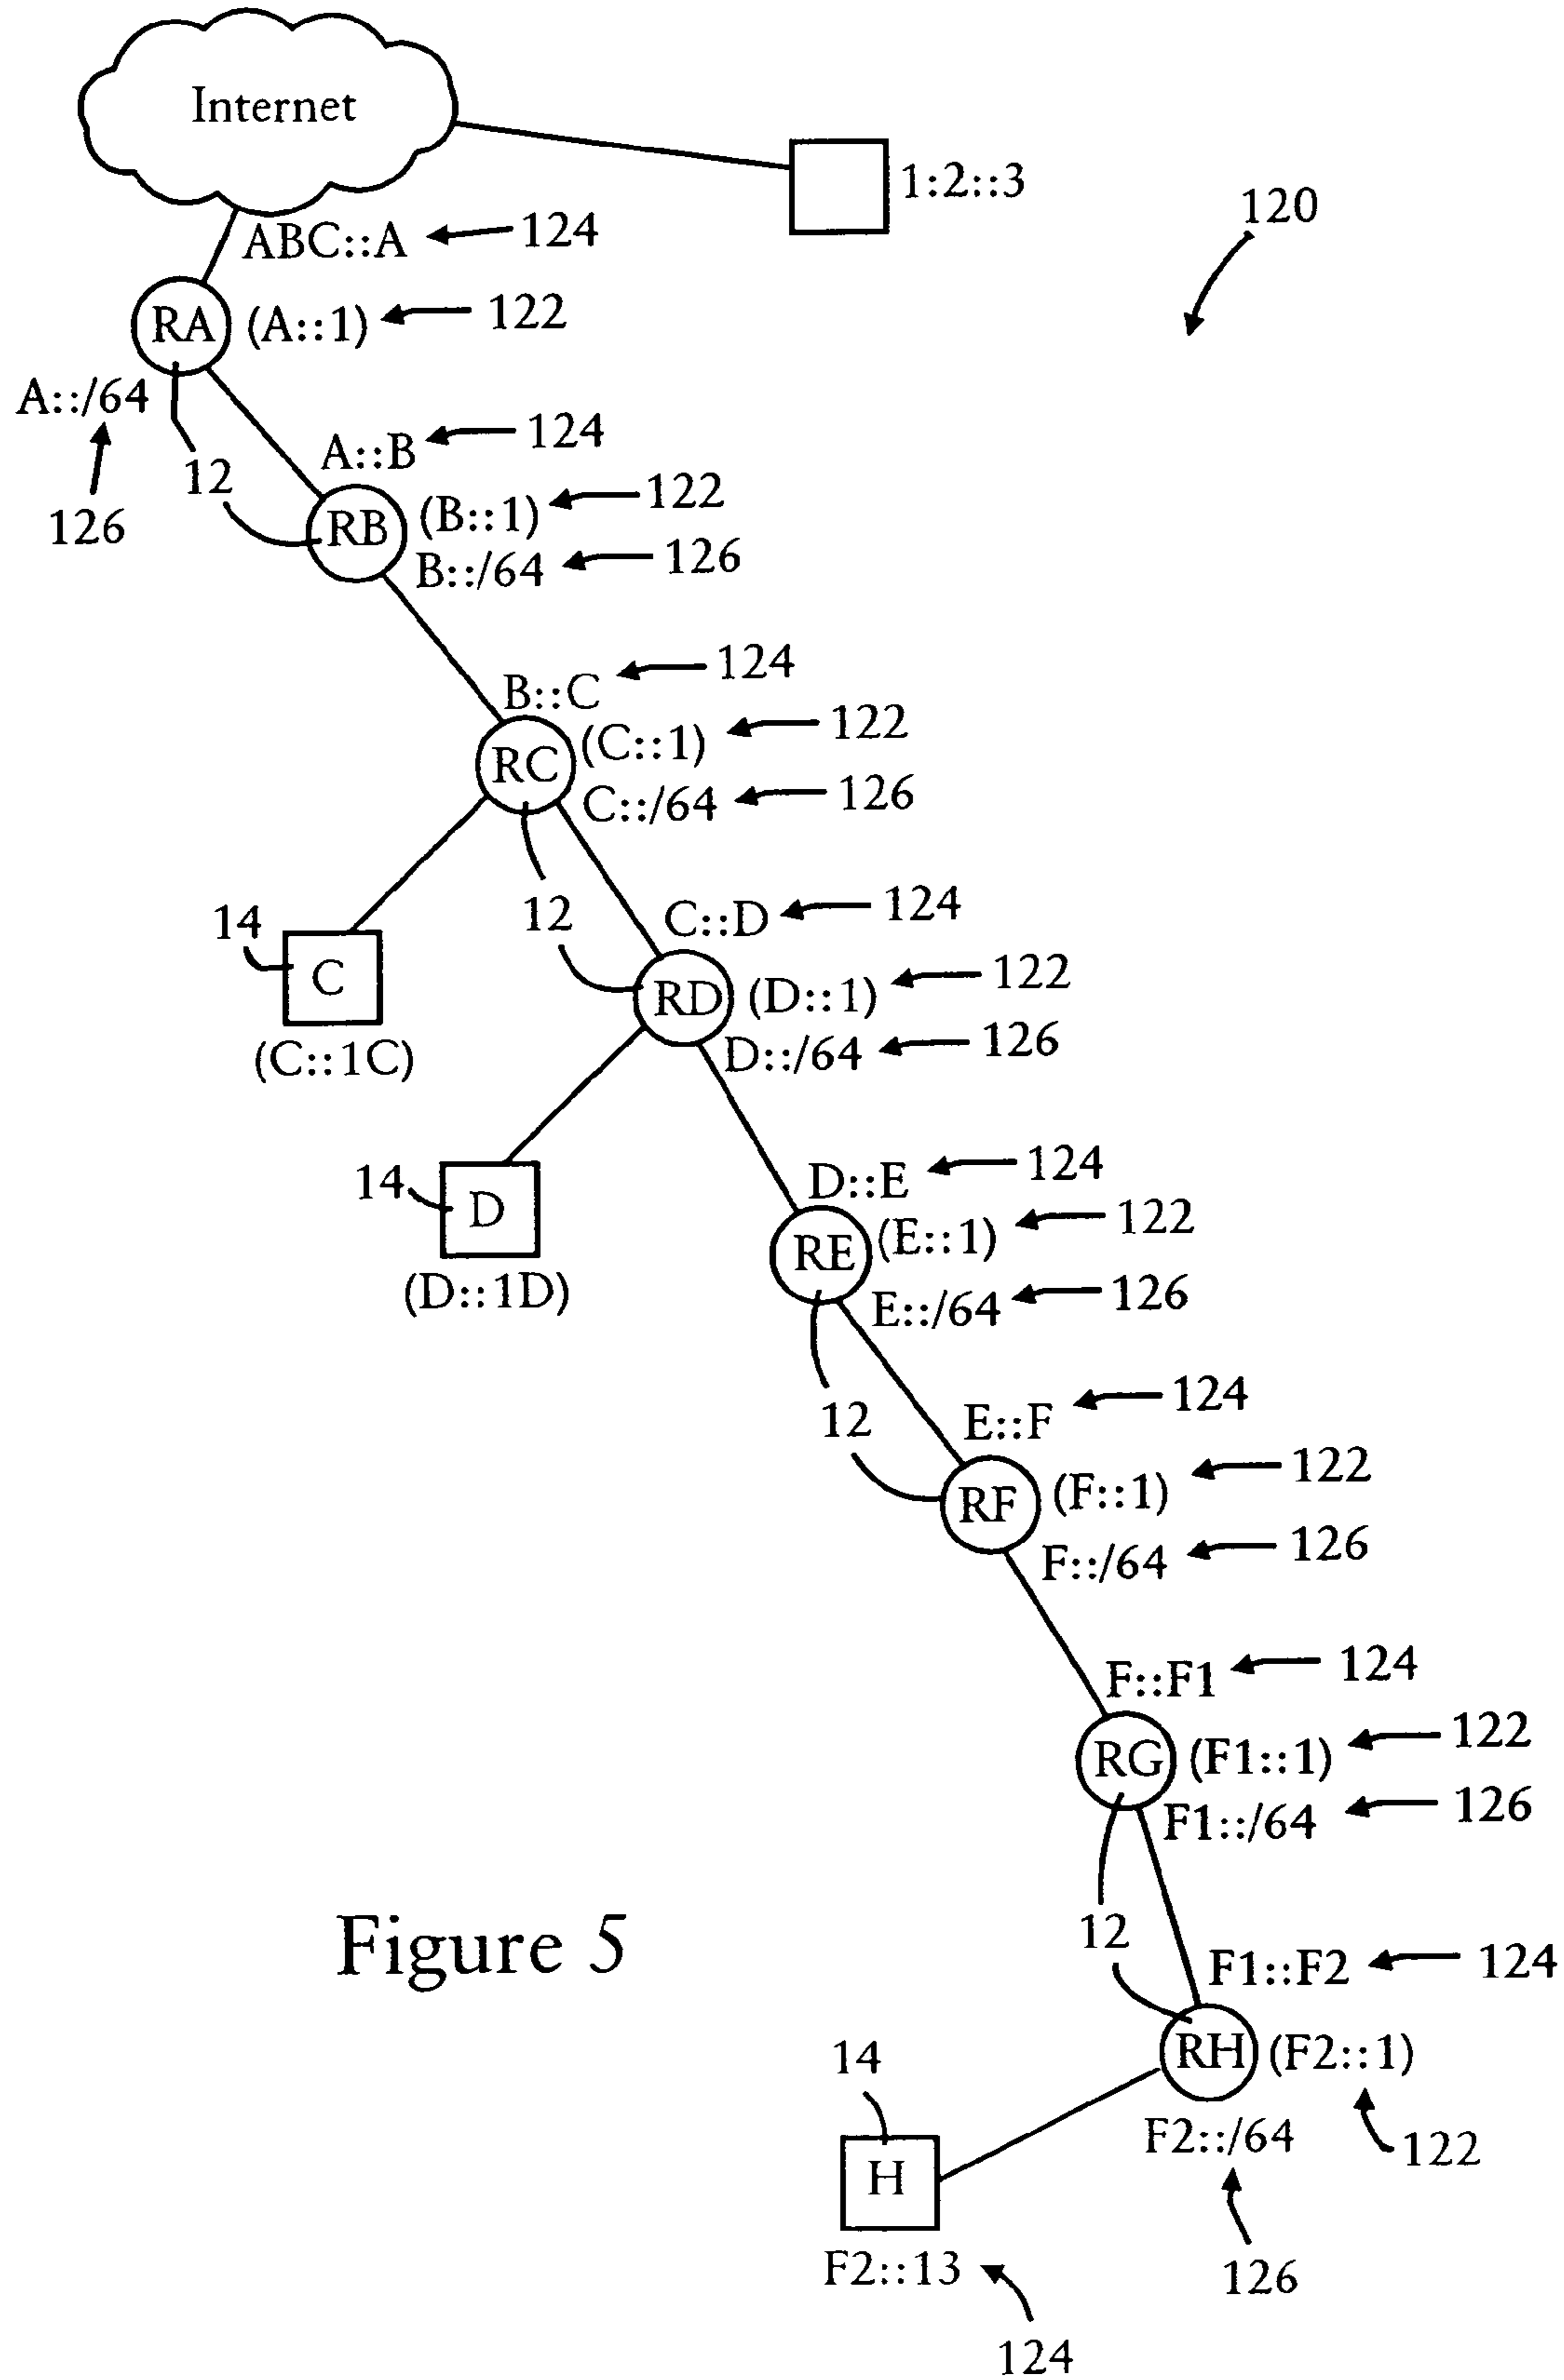 Internet
1:2::3
120
ABC::A 124
RA (A::1) 122
A::/64
126
12
A::B 124
RB (B::1) 122
B::/64 126
B::C 124
RC (C::1) 122
C::/64 126
14 C
(C::1C)
12
C::D 124
RD (D::1) 122
D::/64 126
14 D
(D::1D)
D::E 124
RE (E::1) 122
E::/64 126
12
E::F 124
RF (F::1) 122
F::/64 126
F::F1 124
RG (F1::1) 122
F1::/64 126
12
Figure 5
F1::F2 124
RH (F2::1)
122
F2::/64
126
14
H
F2::13
124